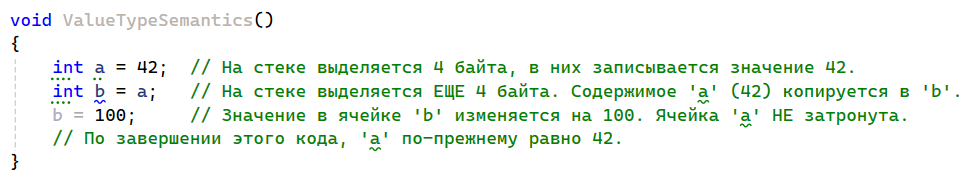 void ValueTypeSemantics()
{
    int a = 42;  // На стеке выделяется 4 байта, в них записывается значение 42.
    int b = a;   // На стеке выделяется ЕЩЕ 4 байта. Содержимое 'a' (42) копируется в 'b'.
    b = 100;     // Значение в ячейке 'b' изменяется на 100. Ячейка 'a' НЕ затронута.
    // По завершении этого кода, 'a' по-прежнему равно 42.
}